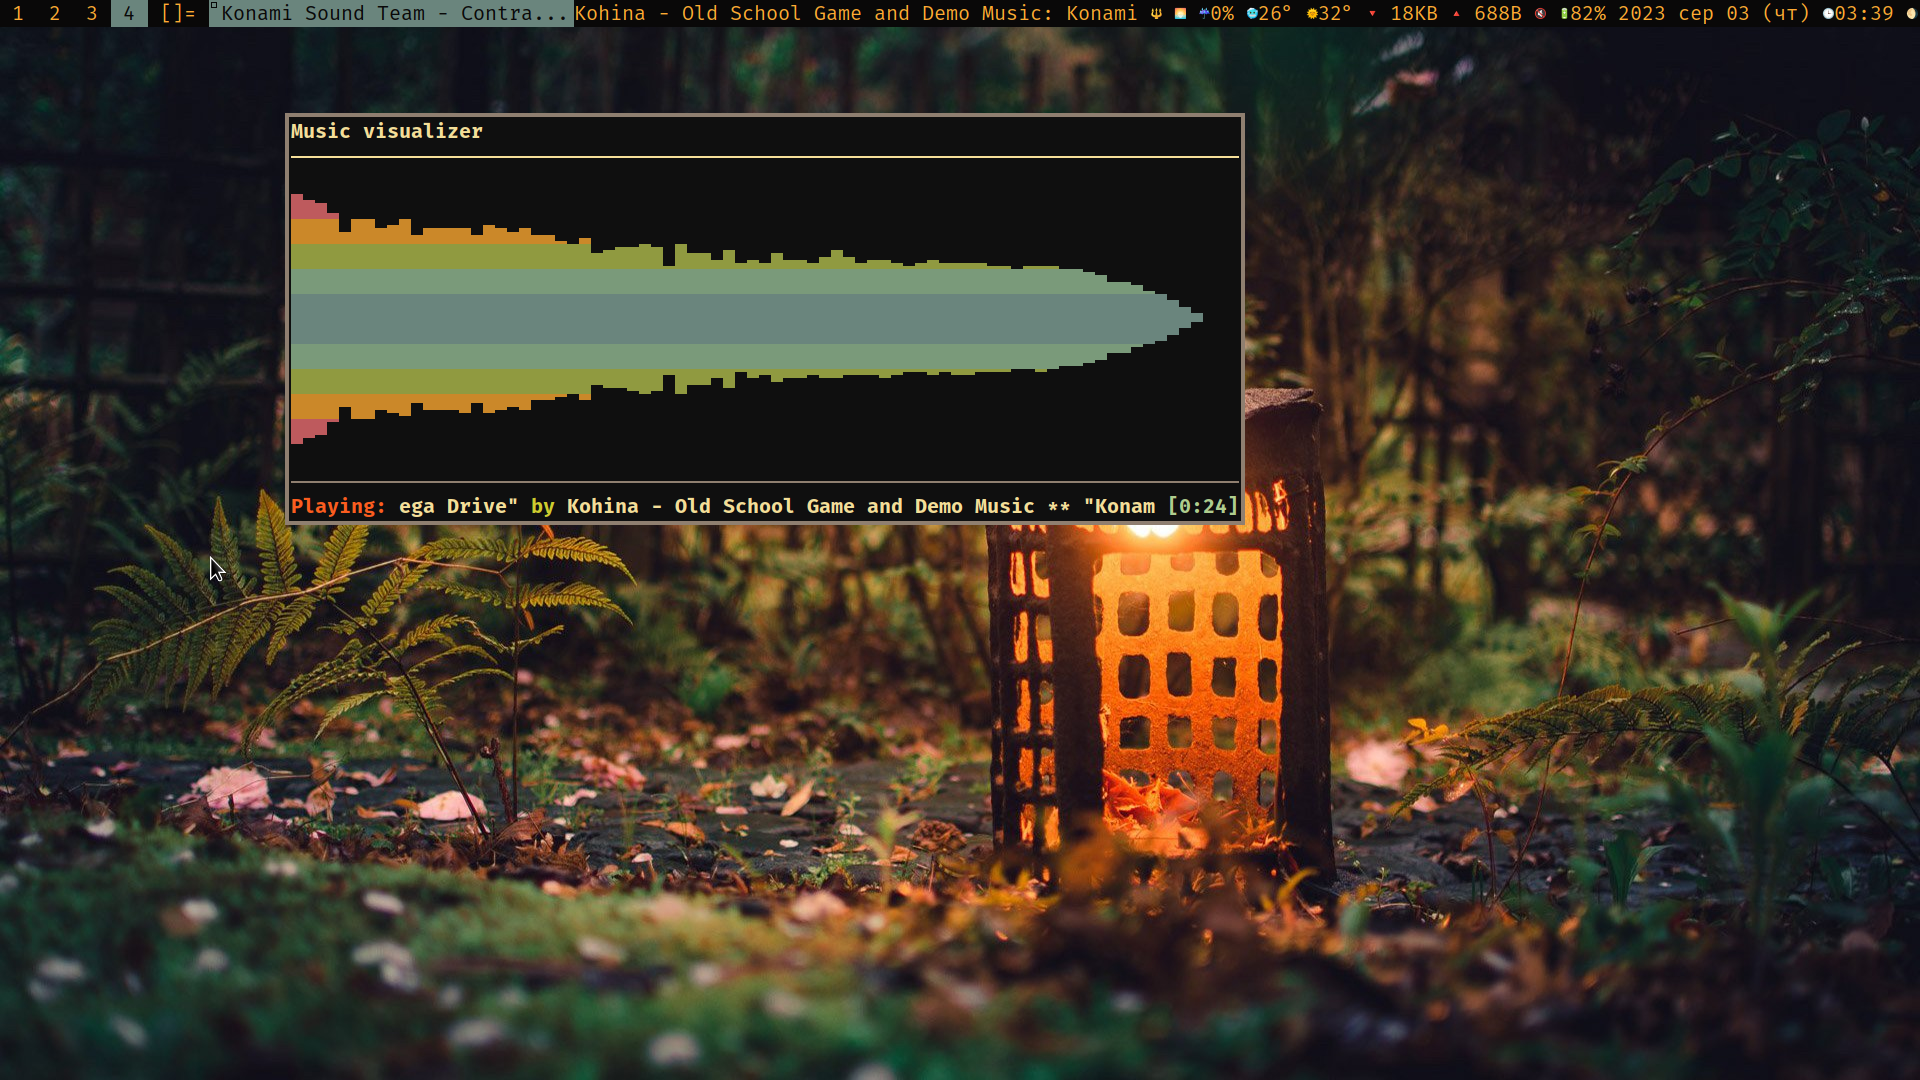 1 2 3 4 []= Konami Sound Team - Contra... Kohina - Old School Game and Demo Music: Konami 0% 26° 32° 18KB 688B 82% 2023 сер 03 (чт) 03:39
Music visualizer
Playing: ega Drive" by Kohina - Old School Game and Demo Music ** "Konam [0:24]